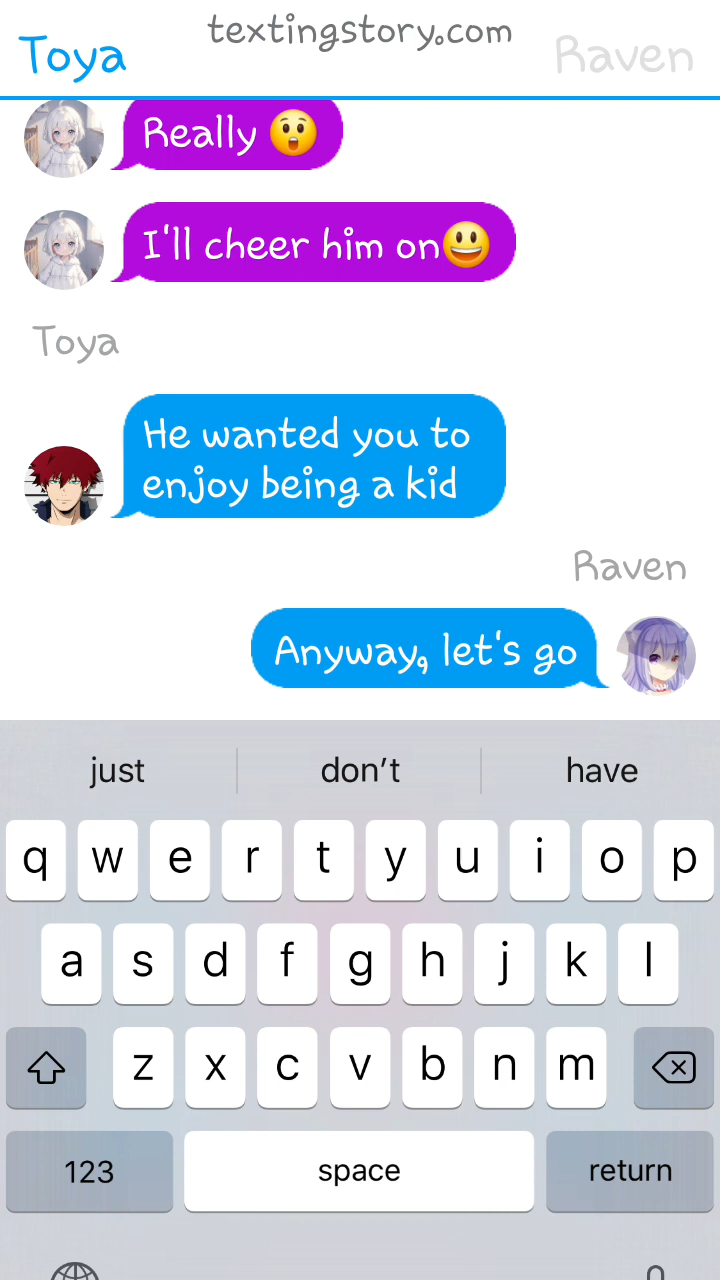 textingstory.com
Toya
Raven
Really 😲
I'll cheer him on😃
Toya
He wanted you to
enjoy being a kid
Raven
Anyway, let's go
just don't have
q w e r t y u i o p
a s d f g h j k l
z x c v b n m
123 space return